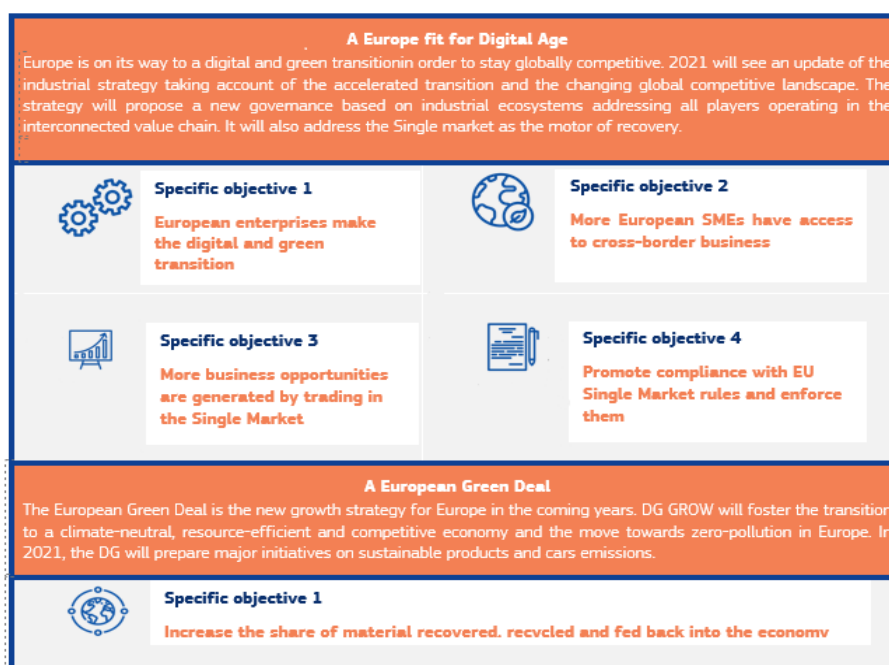 A Europe fit for Digital Age
Europe is on its way to a digital and green transitionin order to stay globally competitive. 2021 will see an update of the
industrial strategy taking account of the accelerated transition and the changing global competitive landscape. The
strategy will propose a new governance based on industrial ecosystems addressing all players operating in the
interconnected value chain. It will also address the Single market as the motor of recovery.
Specific objective 1
European enterprises make
the digital and green
transition
Specific objective 2
More European SMEs have access
to cross-border business
Specific objective 3
More business opportunities
are generated by trading in
the Single Market
Specific objective 4
Promote compliance with EU
Single Market rules and enforce
them
A European Green Deal
The European Green Deal is the new growth strategy for Europe in the coming years. DG GROW will foster the transition
to a climate-neutral, resource-efficient and competitive economy and the move towards zero-pollution in Europe. In
2021, the DG will prepare major initiatives on sustainable products and cars emissions.
Specific objective 1
Increase the share of material recovered, recycled and fed back into the economy